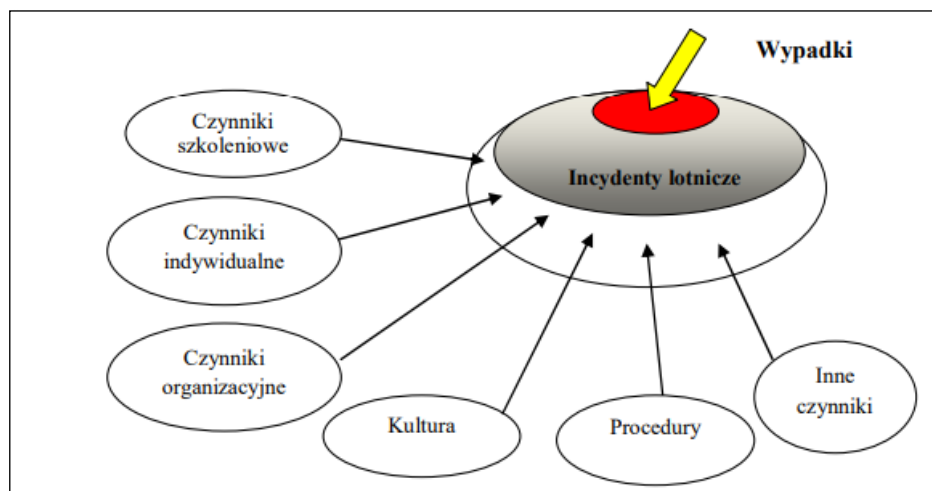 Wypadki
Czynniki
szkoleniowe
Incydenty lotnicze
Czynniki
indywidualne
Czynniki
organizacyjne
Kultura
Procedury
Inne
czynniki